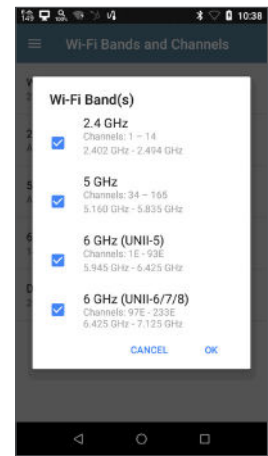 10:38
Wi-Fi Bands and Channels
Wi-Fi Band(s)
2.4 GHz
Channels: 1 – 14
2.402 GHz - 2.494 GHz
5 GHz
Channels: 34 – 165
5.160 GHz - 5.835 GHz
6 GHz (UNII-5)
Channels: 1E - 93E
5.945 GHz - 6.425 GHz
6 GHz (UNII-6/7/8)
Channels: 97E - 233E
6.425 GHz - 7.125 GHz
CANCEL OK